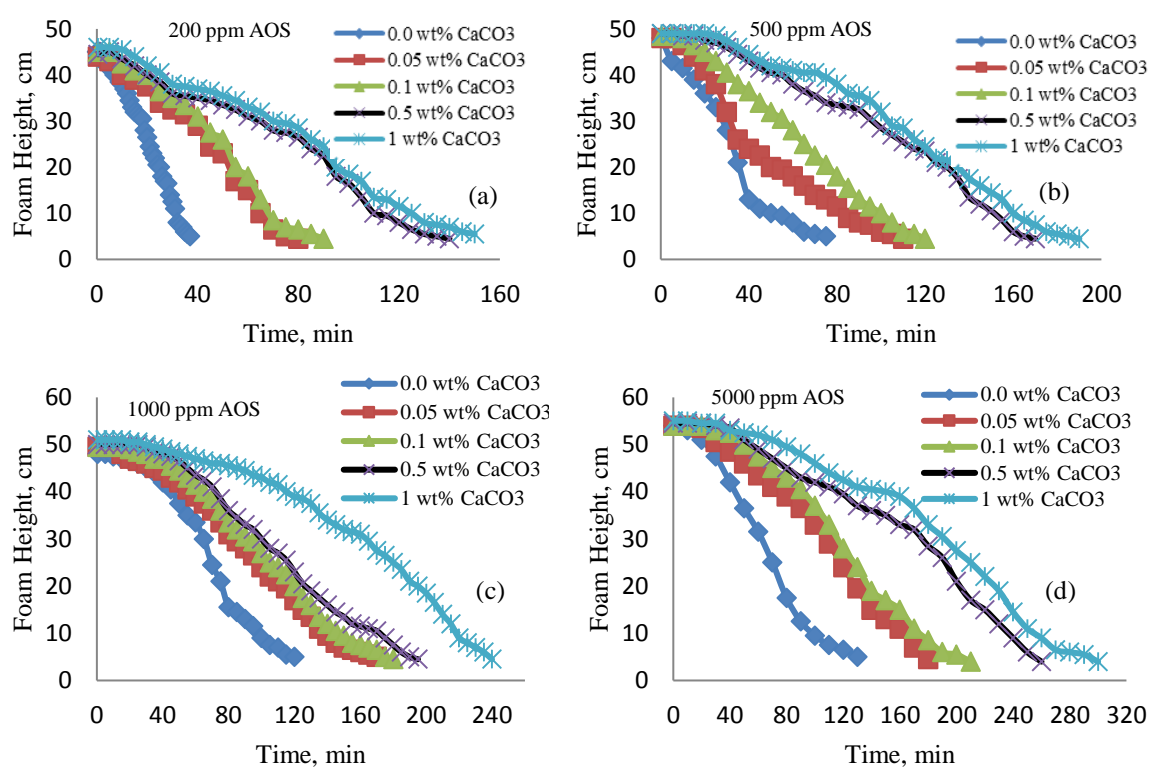 50
40
30
20
10
0
Foam Height, cm
200 ppm AOS
0.0 wt% CaCO3
0.05 wt% CaCO3
0.1 wt% CaCO3
0.5 wt% CaCO3
1 wt% CaCO3
(a)
0 40 80 120 160
Time, min
50
40
30
20
10
0
Foam Height, cm
500 ppm AOS
0.0 wt% CaCO3
0.05 wt% CaCO3
0.1 wt% CaCO3
0.5 wt% CaCO3
1 wt% CaCO3
(b)
0 40 80 120 160 200
Time, min
60
50
40
30
20
10
0
Foam Height, cm
1000 ppm AOS
0.0 wt% CaCO3
0.05 wt% CaCO3
0.1 wt% CaCO3
0.5 wt% CaCO3
1 wt% CaCO3
(c)
0 40 80 120 160 200 240
Time, min
60
50
40
30
20
10
0
Foam Height, cm
5000 ppm AOS
0.0 wt% CaCO3
0.05 wt% CaCO3
0.1 wt% CaCO3
0.5 wt% CaCO3
1 wt% CaCO3
(d)
0 40 80 120 160 200 240 280 320
Time, min